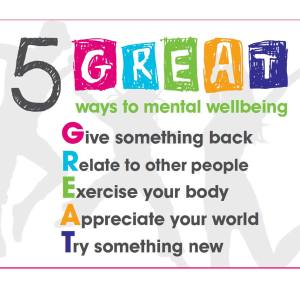 5 GREAT
ways to mental wellbeing
Give something back
Relate to other people
Exercise your body
Appreciate your world
Try something new